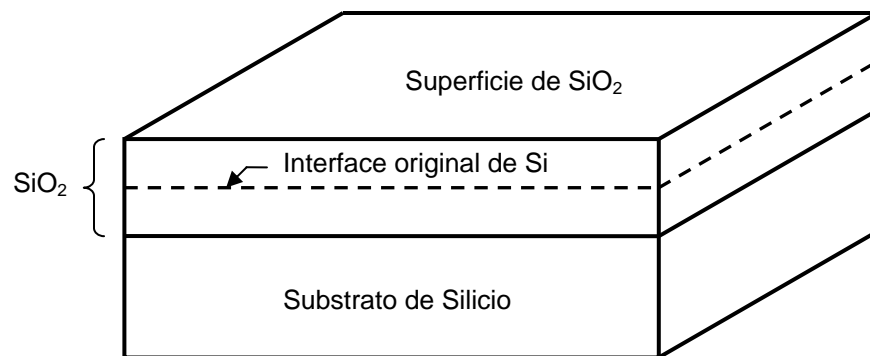 Superficie de SiO₂
Interface original de Si
SiO₂
Substrato de Silicio